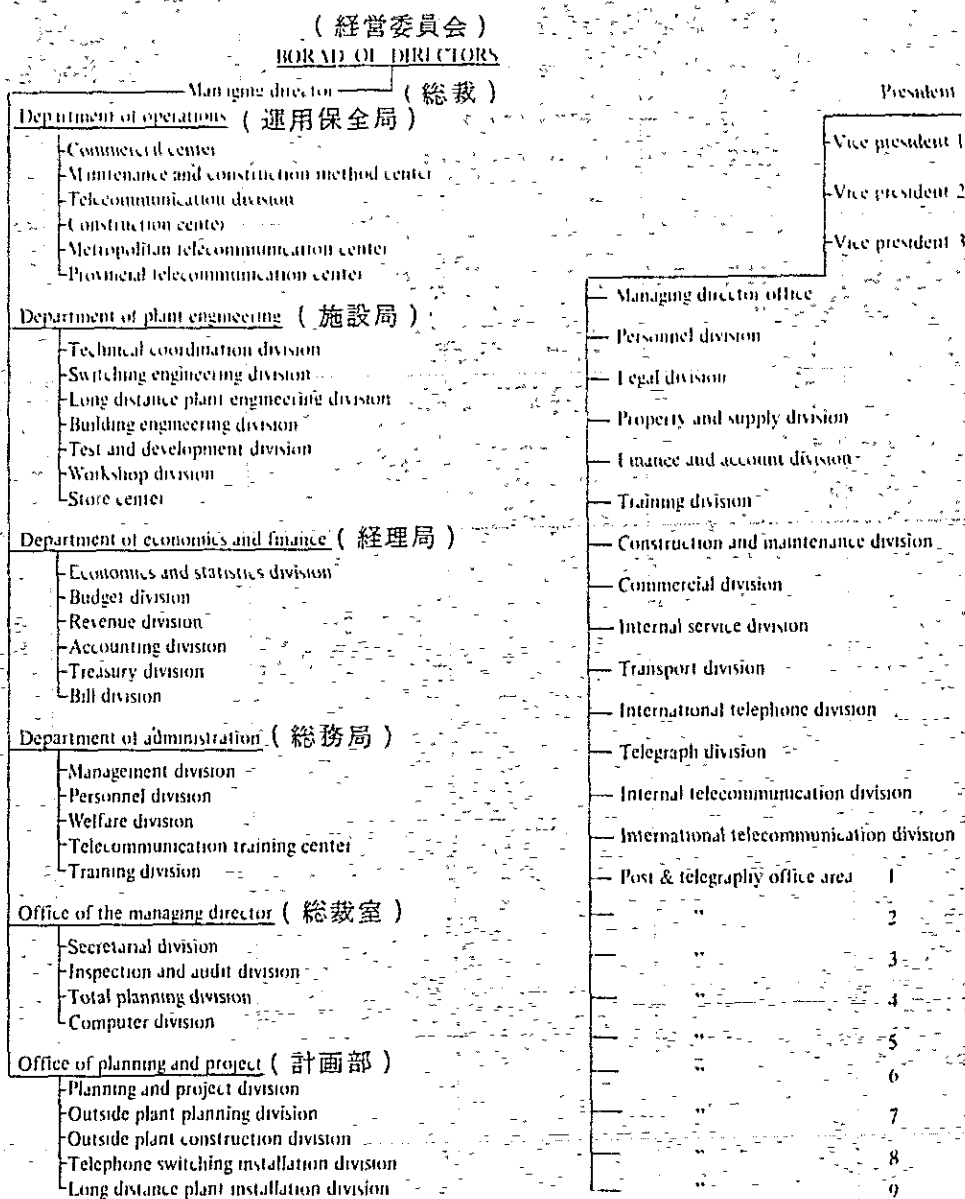 (経営委員会)
BORAD OF DIRECTORS
Managing director (総裁)
Department of operations (運用保全局)
Commercial center
Maintenance and construction method center
Telecommunication division
Construction center
Metropolitan telecommunication center
Provincial telecommunication center
Department of plant engineering (施設局)
Technical coordination division
Switching engineering division
Long distance plant engineering division
Building engineering division
Test and development division
Workshop division
Store center
Department of economics and finance (経理局)
Economics and statistics division
Budget division
Revenue division
Accounting division
Treasury division
Bill division
Department of administration (総務局)
Management division
Personnel division
Welfare division
Telecommunication training center
Training division
Office of the managing director (総裁室)
Secretarial division
Inspection and audit division
Total planning division
Computer division
Office of planning and project (計画部)
Planning and project division
Outside plant planning division
Outside plant construction division
Telephone switching installation division
Long distance plant installation division
President
Vice president 1
Vice president 2
Vice president 3
Managing director office
Personnel division
Legal division
Property and supply division
Finance and account division
Training division
Construction and maintenance division
Commercial division
Internal service division
Transport division
International telephone division
Telegraph division
Internal telecommunication division
International telecommunication division
Post & telegraphy office area 1
" 2
" 3
" 4
" 5
" 6
" 7
" 8
" 9